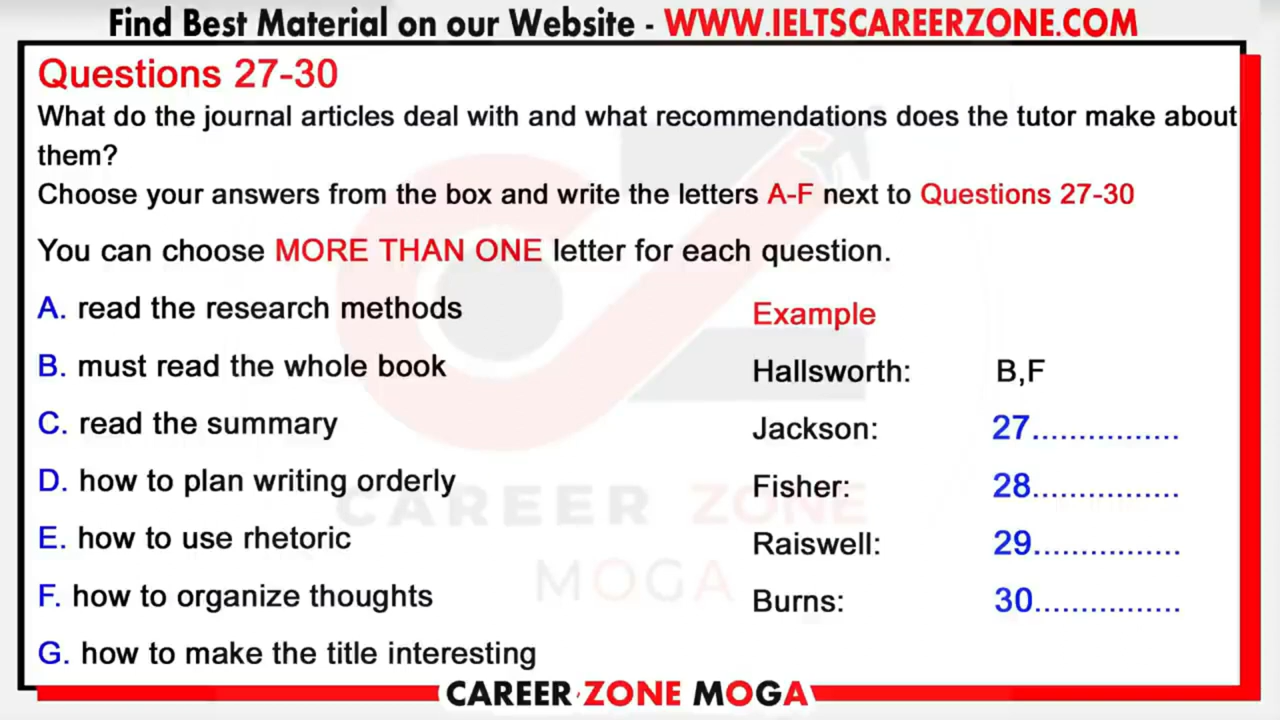 Find Best Material on our Website - WWW.IELTSCAREERZONE.COM
Questions 27-30
What do the journal articles deal with and what recommendations does the tutor make about
them?
Choose your answers from the box and write the letters A-F next to Questions 27-30
You can choose MORE THAN ONE letter for each question.
A. read the research methods
B. must read the whole book
C. read the summary
D. how to plan writing orderly
E. how to use rhetoric
F. how to organize thoughts
G. how to make the title interesting
Example
Hallsworth: B,F
Jackson: 27................
Fisher: 28................
Raiswell: 29................
Burns: 30................
CAREER ZONE
MOGA
CAREER ZONE MOGA